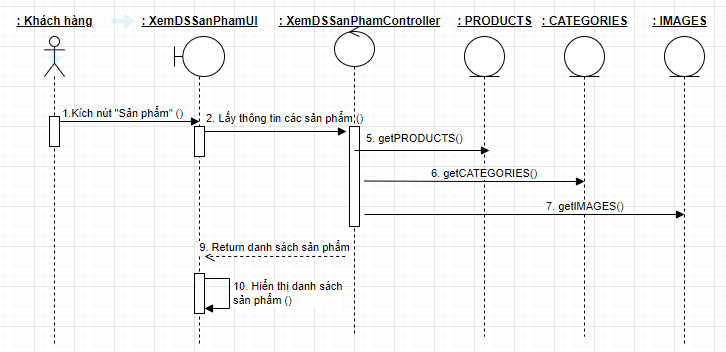 : Khách hàng
: XemDSSanPhamUI
: XemDSSanPhamController
: PRODUCTS
: CATEGORIES
: IMAGES
1.Kích nút "Sản phẩm" ()
2. Lấy thông tin các sản phẩm ()
5. getPRODUCTS()
6. getCATEGORIES()
7. getIMAGES()
9. Return danh sách sản phẩm
10. Hiển thị danh sách
sản phẩm ()